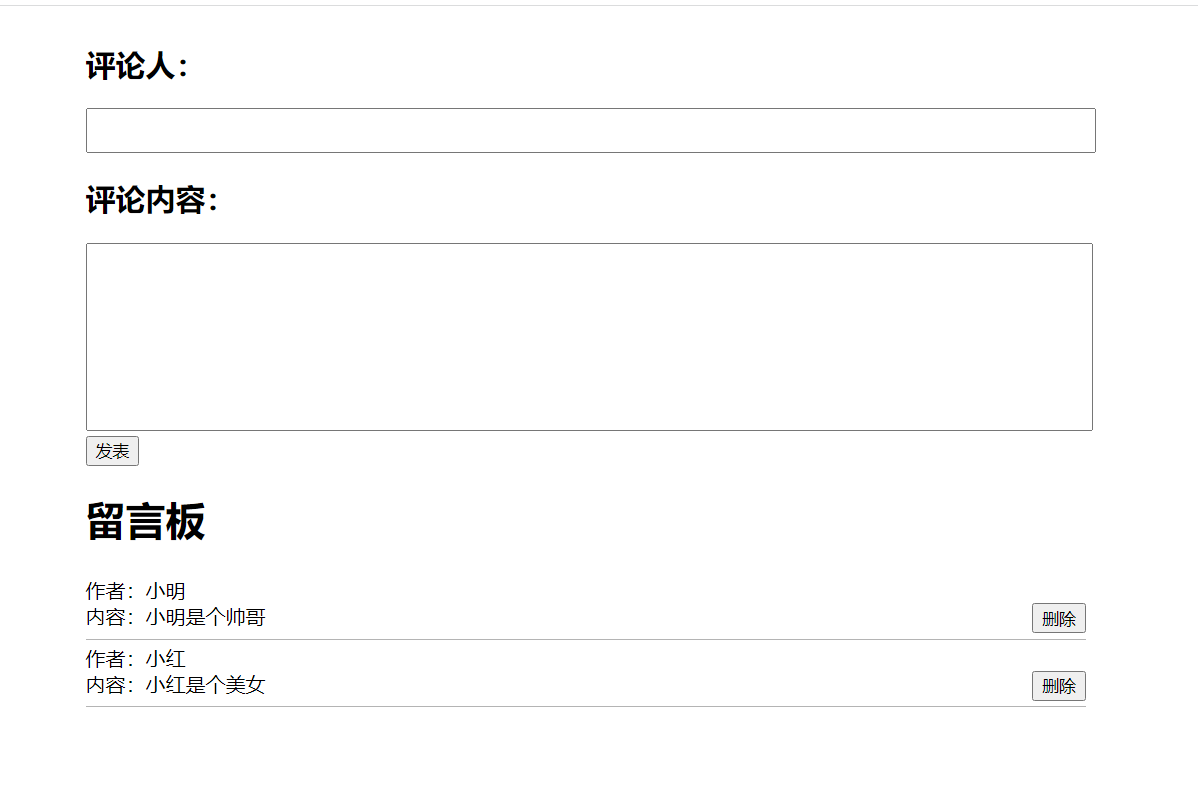 评论人：
评论内容：
发表
留言板
作者：小明
内容：小明是个帅哥
删除
作者：小红
内容：小红是个美女
删除